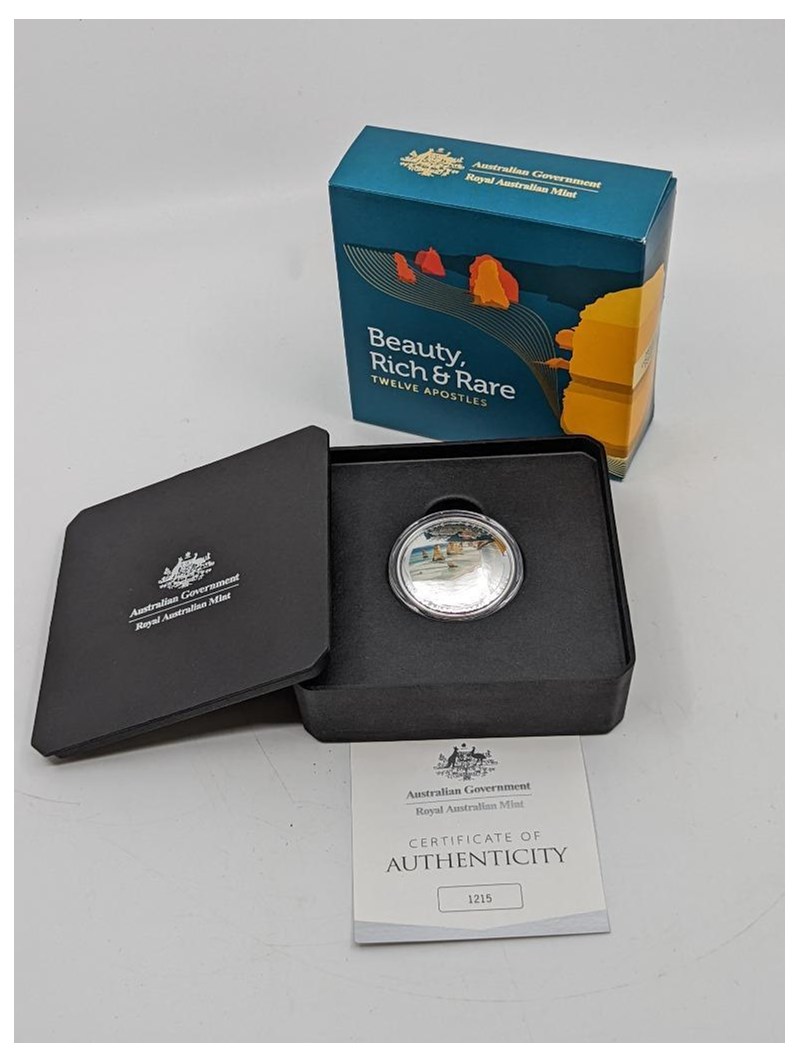 Australian Government
Royal Australian Mint
Beauty,
Rich & Rare
TWELVE APOSTLES
Australian Government
Royal Australian Mint
Australian Government
Royal Australian Mint
CERTIFICATE OF
AUTHENTICITY
1215